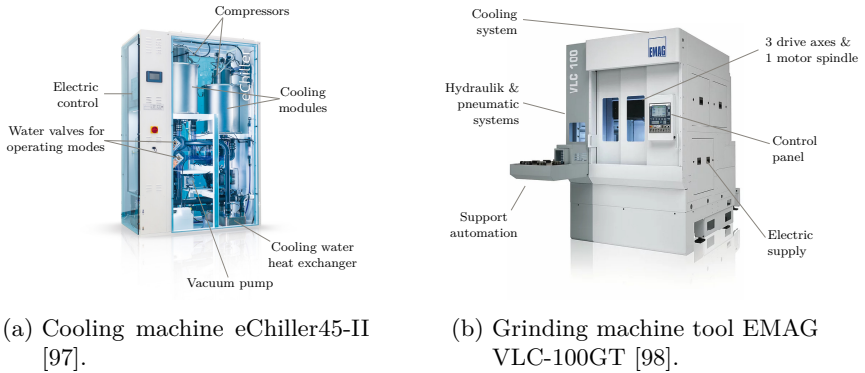 Compressors
Electric
control
Cooling
modules
Water valves for
operating modes
Cooling water
heat exchanger
Vacuum pump
eChiller
(a) Cooling machine eChiller45-II
[97].
Cooling
system
3 drive axes &
1 motor spindle
Hydraulik &
pneumatic
systems
Control
panel
Support
automation
Electric
supply
EMAG
VLC 100
(b) Grinding machine tool EMAG
VLC-100GT [98].